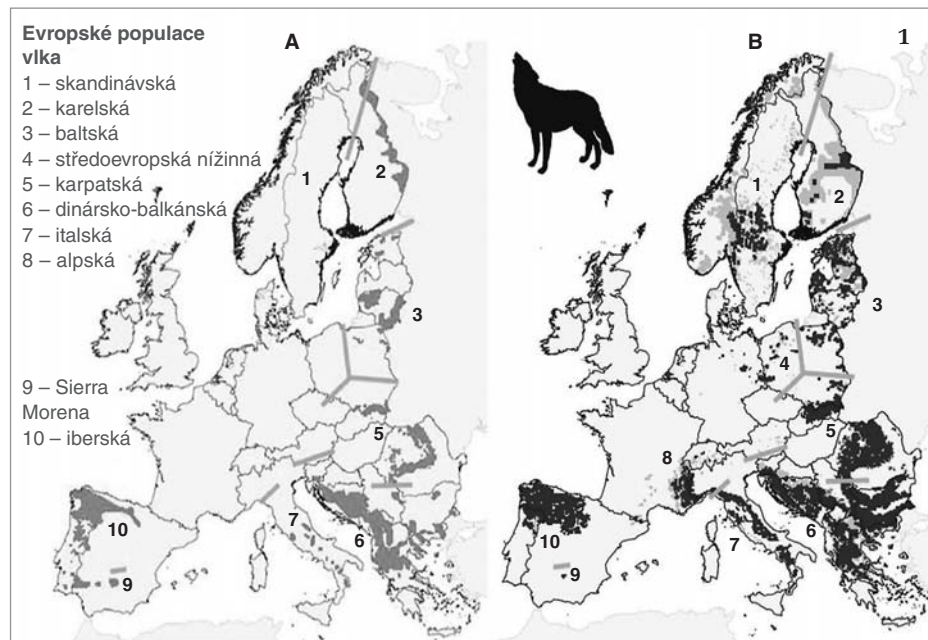 Evropské populace
vlka
1 – skandinávská
2 – karelská
3 – baltská
4 – středoevropská nížinná
5 – karpatská
6 – dinársko-balkánská
7 – italská
8 – alpská
9 – Sierra
Morena
10 – iberská
A
1
2
3
5
6
7
10
9
B
1
1
2
3
4
5
8
6
7
10
9